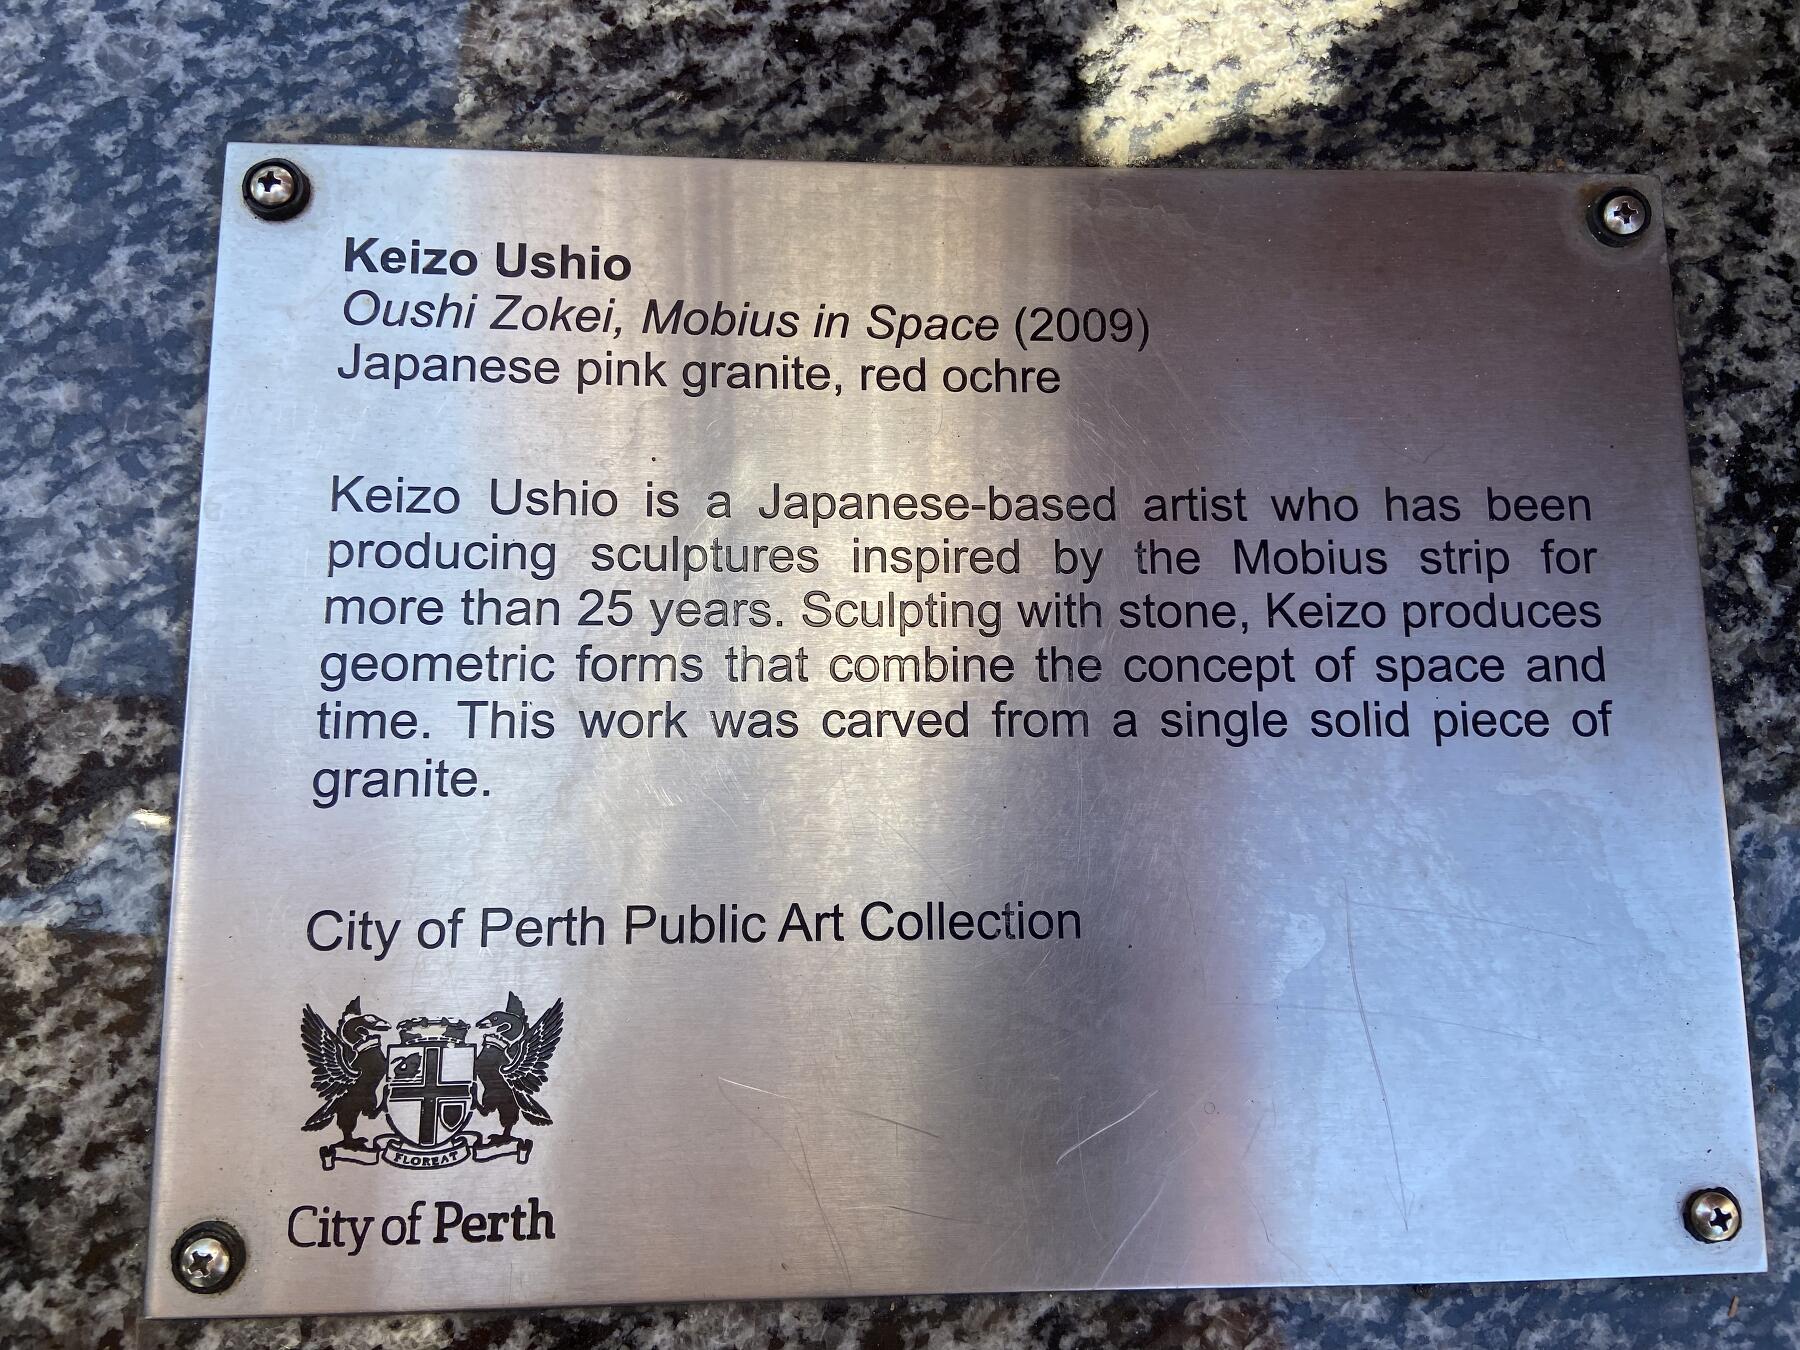 Keizo Ushio
Oushi Zokei, Mobius in Space (2009)
Japanese pink granite, red ochre
Keizo Ushio is a Japanese-based artist who has been
producing sculptures inspired by the Mobius strip for
more than 25 years. Sculpting with stone, Keizo produces
geometric forms that combine the concept of space and
time. This work was carved from a single solid piece of
granite.
City of Perth Public Art Collection
FLOREAT
City of Perth